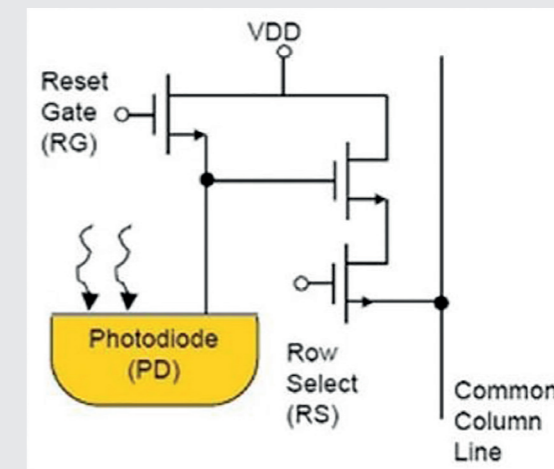 VDD
Reset
Gate
(RG)
Photodiode
(PD)
Row
Select
(RS)
Common
Column
Line